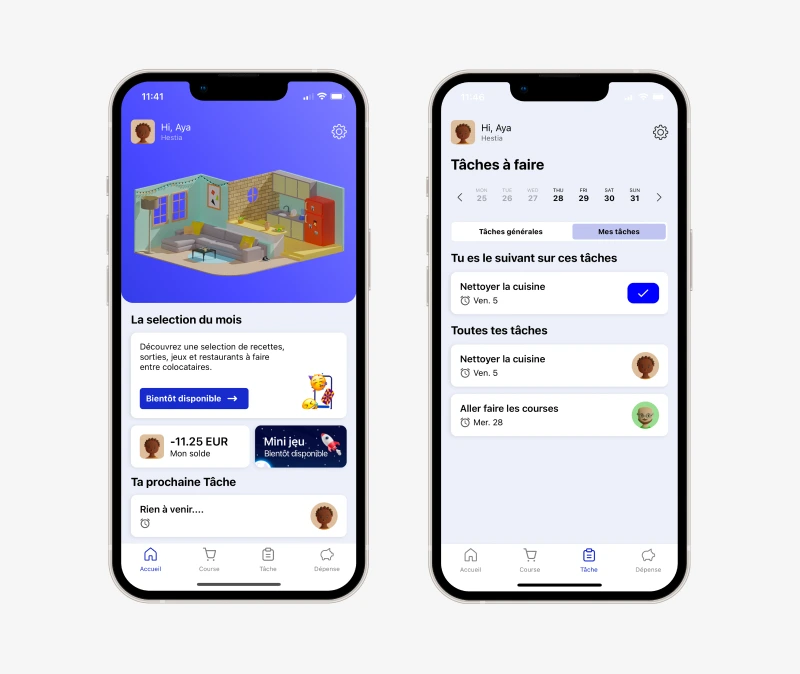 11:41
Hi, Aya
Hestia
La selection du mois
Découvrez une selection de recettes,
sorties, jeux et restaurants à faire
entre colocataires.
Bientôt disponible
-11.25 EUR
Mon solde
Mini jeu
Bientôt disponible
Ta prochaine Tâche
Rien à venir....
Accueil
Course
Tâche
Dépense
Hi, Aya
Hestia
Tâches à faire
MON TUE WED THU FRI SAT SUN
25 26 27 28 29 30 31
Tâches générales
Mes tâches
Tu es le suivant sur ces tâches
Nettoyer la cuisine
Ven. 5
Toutes tes tâches
Nettoyer la cuisine
Ven. 5
Aller faire les courses
Mer. 28
Accueil
Course
Tâche
Dépense